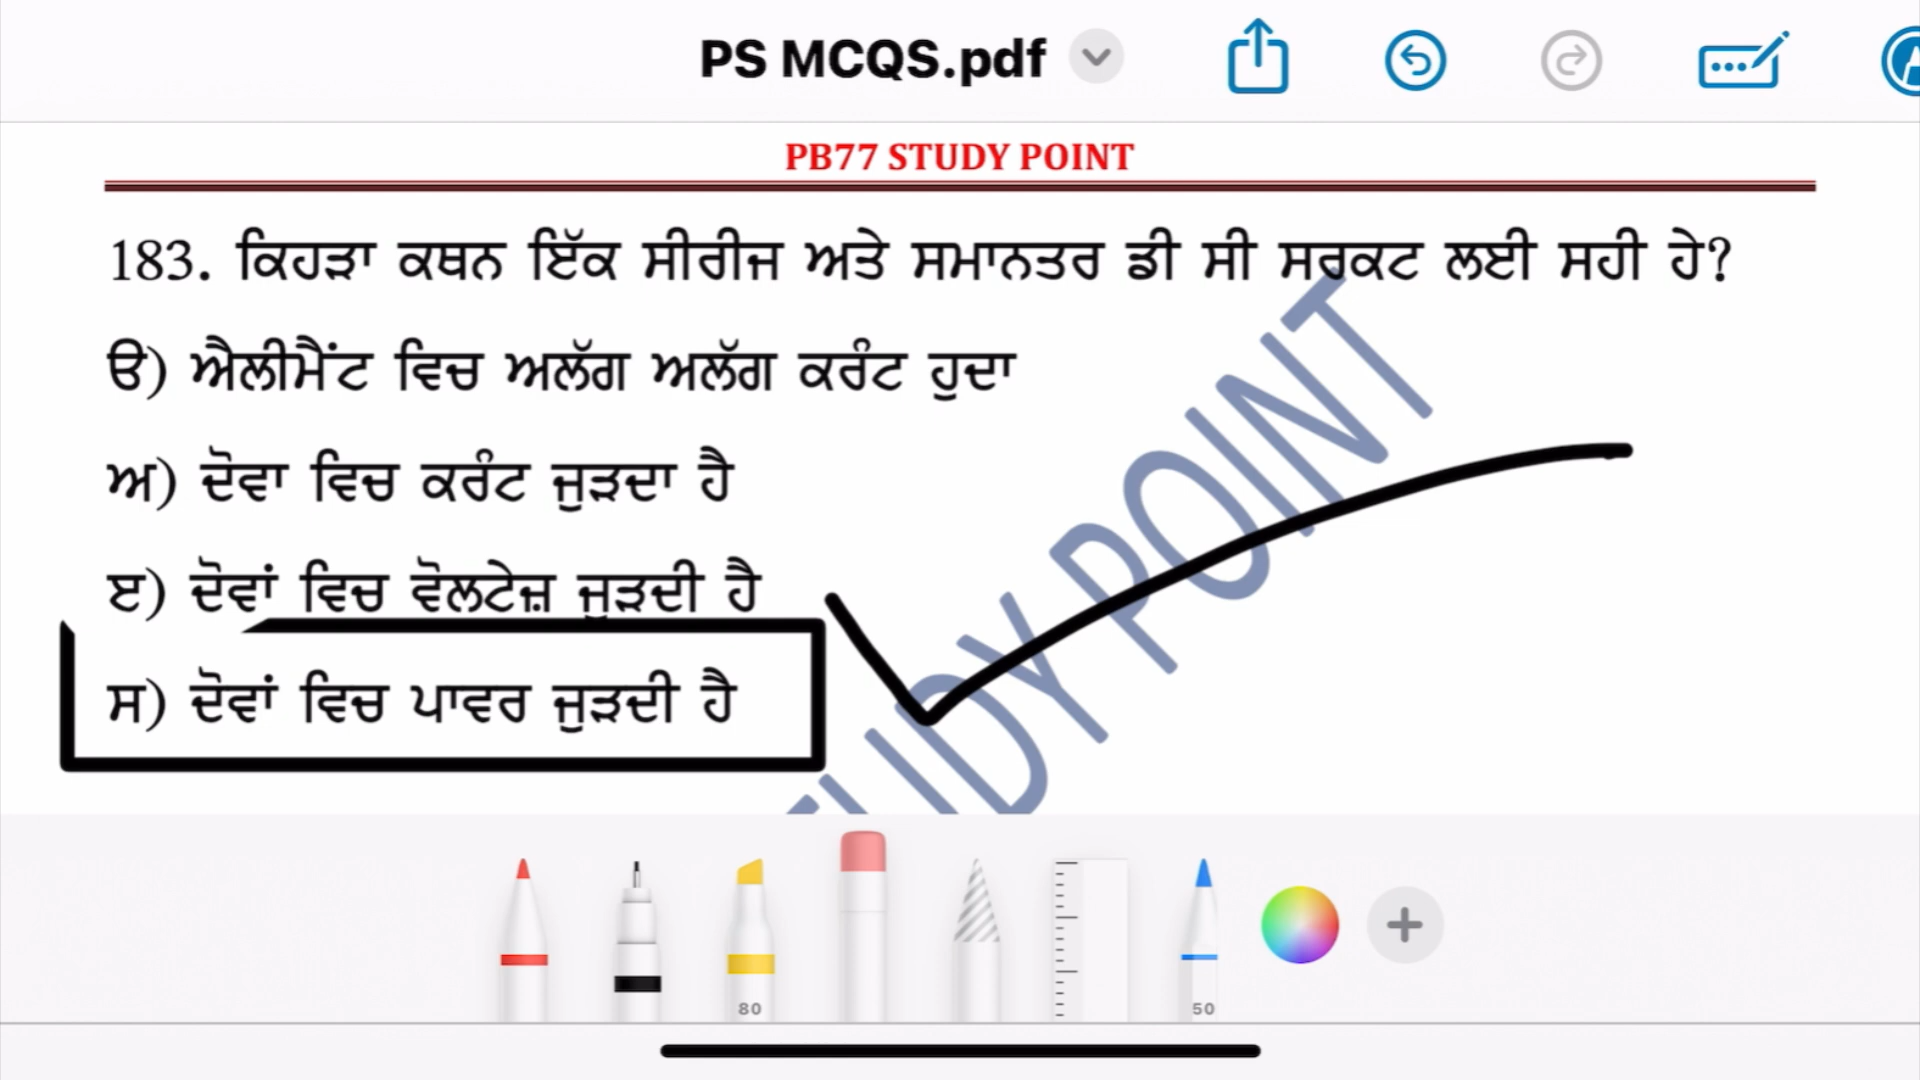 PS MCQS.pdf
PB77 STUDY POINT
183. ਕਿਹੜਾ ਕਥਨ ਇੱਕ ਸੀਰੀਜ ਅਤੇ ਸਮਾਨਤਰ ਡੀ ਸੀ ਸਰਕਟ ਲਈ ਸਹੀ ਹੇ?
ੳ) ਐਲੀਮੈਂਟ ਵਿਚ ਅਲੱਗ ਅਲੱਗ ਕਰੰਟ ਹੁਦਾ
ਅ) ਦੋਵਾ ਵਿਚ ਕਰੰਟ ਜੁੜਦਾ ਹੈ
ੲ) ਦੋਵਾਂ ਵਿਚ ਵੋਲਟੇਜ਼ ਜੁੜਦੀ ਹੈ
ਸ) ਦੋਵਾਂ ਵਿਚ ਪਾਵਰ ਜੁੜਦੀ ਹੈ
STUDY POINT
80
50